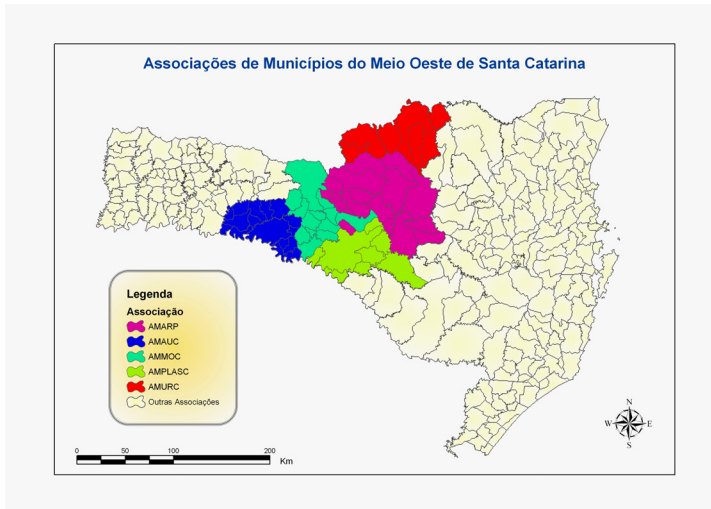 Associações de Municípios do Meio Oeste de Santa Catarina
Legenda
Associação
AMARP
AMAUC
AMMOC
AMPLASC
AMURC
Outras Associações
N
W E
S
0 25 50 100 200
Km